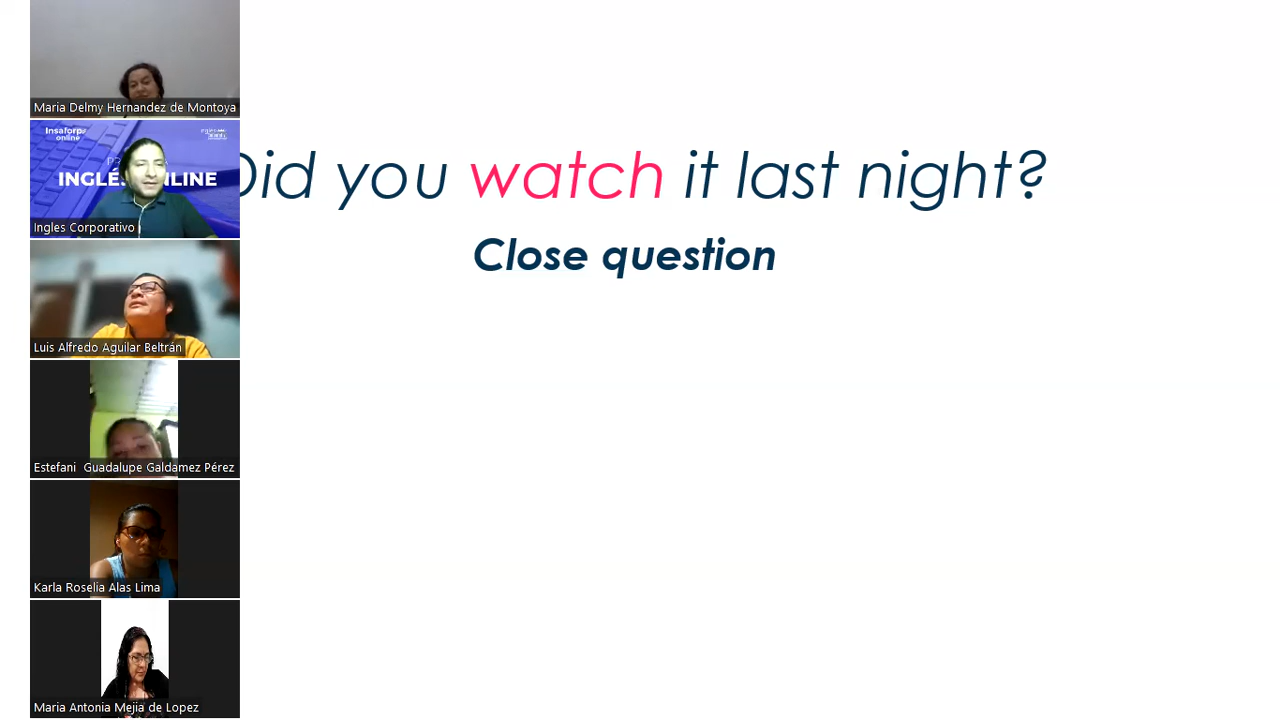 Maria Delmy Hernandez de Montoya
Insaforp
online
INGLÉS ONLINE
Ingles Corporativo
Luis Alfredo Aguilar Beltrán
Estefani Guadalupe Galdamez Pérez
Karla Roselia Alas Lima
Maria Antonia Mejia de Lopez
Did you watch it last night?
Close question